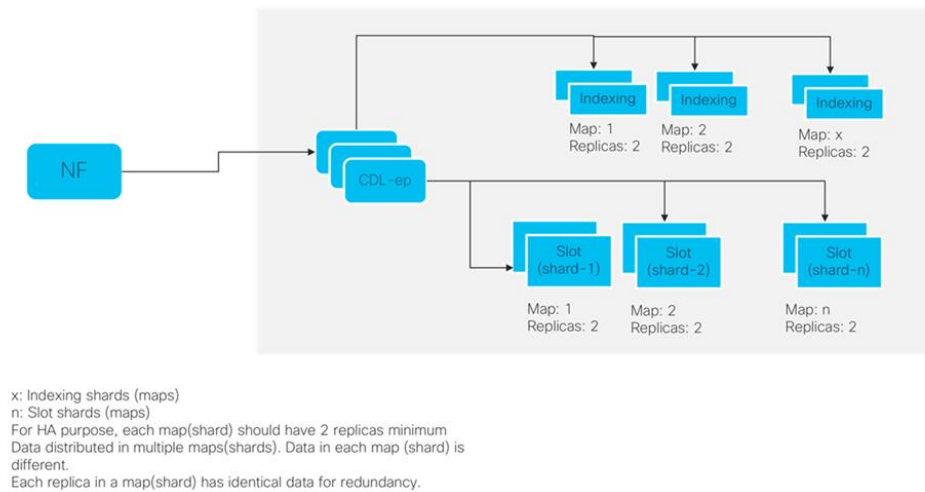 Indexing
Indexing
Indexing
Map: 1
Replicas: 2
Map: 2
Replicas: 2
Map: x
Replicas: 2
NF
CDL-ep
Slot
(shard-1)
Slot
(shard-2)
Slot
(shard-n)
Map: 1
Replicas: 2
Map: 2
Replicas: 2
Map: n
Replicas: 2
x: Indexing shards (maps)
n: Slot shards (maps)
For HA purpose, each map(shard) should have 2 replicas minimum
Data distributed in multiple maps(shards). Data in each map (shard) is
different.
Each replica in a map(shard) has identical data for redundancy.